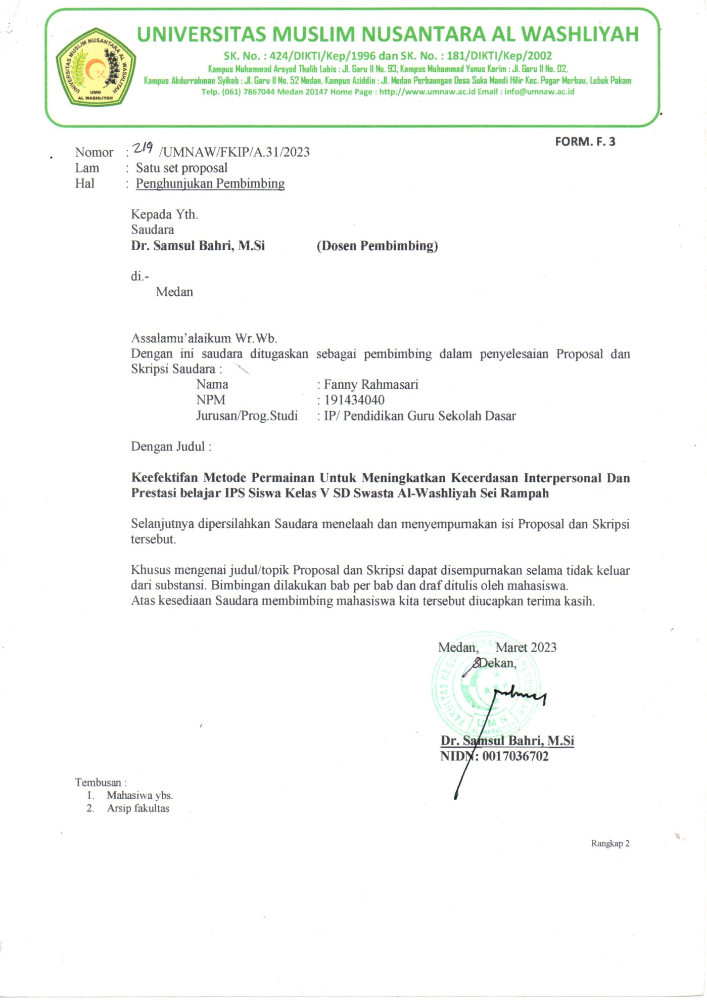 UNIVERSITAS MUSLIM NUSANTARA AL WASHLIYAH
SK. No. : 424/DIKTI/Kep/1996 dan SK. No. : 181/DIKTI/Kep/2002
Kampus Muhammad Arsyad Thalib Lubis : Jl. Garu II No. 93, Kampus Muhammad Yunus Karim : Jl. Garu II No. 02,
Kampus Abdurrahman Syihab : Jl. Garu II No. 52 Medan, Kampus Aziddin : Jl. Medan Perbaungan Desa Suka Mandi Hilir Kec. Pagar Merbau, Lubuk Pakam
Telp. (061) 7867044 Medan 20147 Home Page : http://www.umnaw.ac.id Email : info@umnaw.ac.id
UNIVERSITAS MUSLIM NUSANTARA AL WASHLIYAH
UMN
AL WASHLIYAH
FORM. F. 3
Nomor : 219 /UMNAW/FKIP/A.31/2023
Lam : Satu set proposal
Hal : Penghunjukan Pembimbing
Kepada Yth.
Saudara
Dr. Samsul Bahri, M.Si (Dosen Pembimbing)
di.-
Medan
Assalamu’alaikum Wr.Wb.
Dengan ini saudara ditugaskan sebagai pembimbing dalam penyelesaian Proposal dan
Skripsi Saudara :
Nama : Fanny Rahmasari
NPM : 191434040
Jurusan/Prog.Studi : IP/ Pendidikan Guru Sekolah Dasar
Dengan Judul :
Keefektifan Metode Permainan Untuk Meningkatkan Kecerdasan Interpersonal Dan
Prestasi belajar IPS Siswa Kelas V SD Swasta Al-Washliyah Sei Rampah
Selanjutnya dipersilahkan Saudara menelaah dan menyempurnakan isi Proposal dan Skripsi
tersebut.
Khusus mengenai judul/topik Proposal dan Skripsi dapat disempurnakan selama tidak keluar
dari substansi. Bimbingan dilakukan bab per bab dan draf ditulis oleh mahasiswa.
Atas kesediaan Saudara membimbing mahasiswa kita tersebut diucapkan terima kasih.
Medan, Maret 2023
Dekan,
UMN
AL-WASHLIYAH
Dr. Samsul Bahri, M.Si
NIDN: 0017036702
Tembusan :
1. Mahasiwa ybs.
2. Arsip fakultas
Rangkap 2